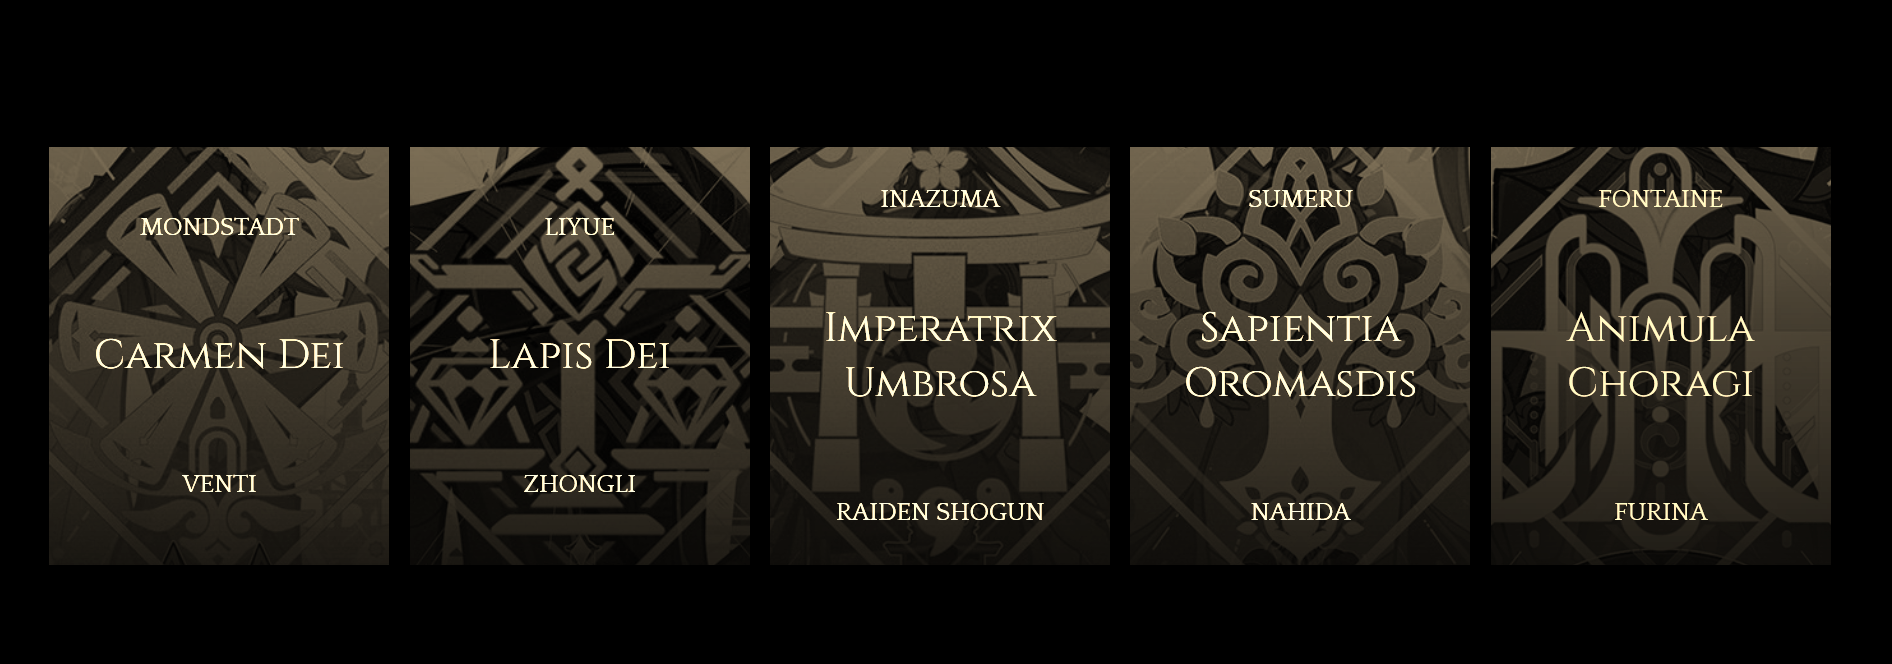 MONDSTADT
CARMEN DEI
VENTI
LIYUE
LAPIS DEI
ZHONGLI
INAZUMA
IMPERATRIX
UMBROSA
RAIDEN SHOGUN
SUMERU
SAPIENTIA
OROMASDIS
NAHIDA
FONTAINE
ANIMULA
CHORAGI
FURINA